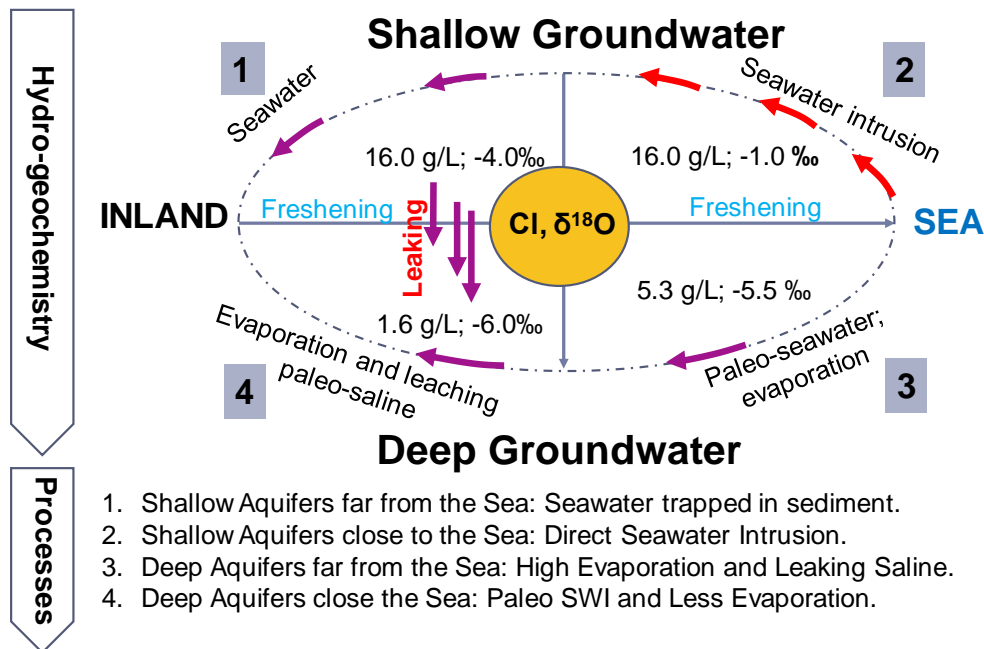 Hydro-geochemistry
Shallow Groundwater
1
2
Seawater
Seawater intrusion
16.0 g/L; -4.0‰
16.0 g/L; -1.0 ‰
INLAND
Freshening
Leaking
Cl, δ¹⁸O
Freshening
SEA
1.6 g/L; -6.0‰
5.3 g/L; -5.5 ‰
4
Evaporation and leaching
paleo-saline
Paleo-seawater;
evaporation
3
Deep Groundwater
Processes
1. Shallow Aquifers far from the Sea: Seawater trapped in sediment.
2. Shallow Aquifers close to the Sea: Direct Seawater Intrusion.
3. Deep Aquifers far from the Sea: High Evaporation and Leaking Saline.
4. Deep Aquifers close the Sea: Paleo SWI and Less Evaporation.